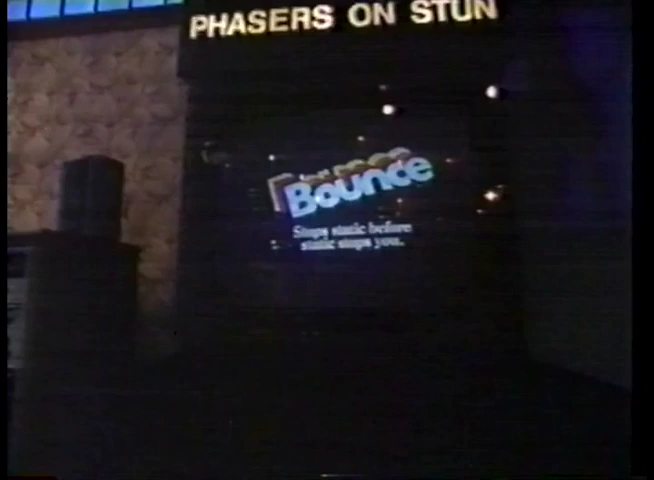 PHASERS ON STUN
Bounce
Stops static before
static stops you.